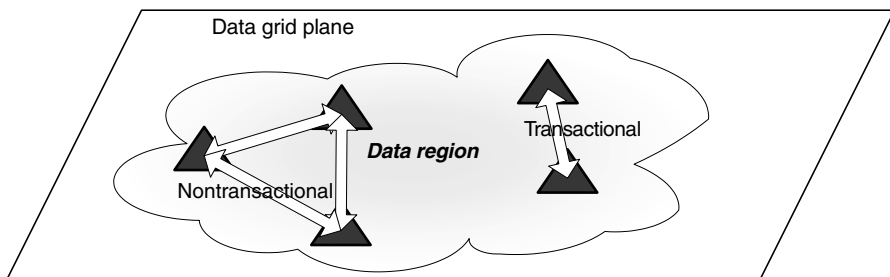 Data grid plane
Transactional
Data region
Nontransactional